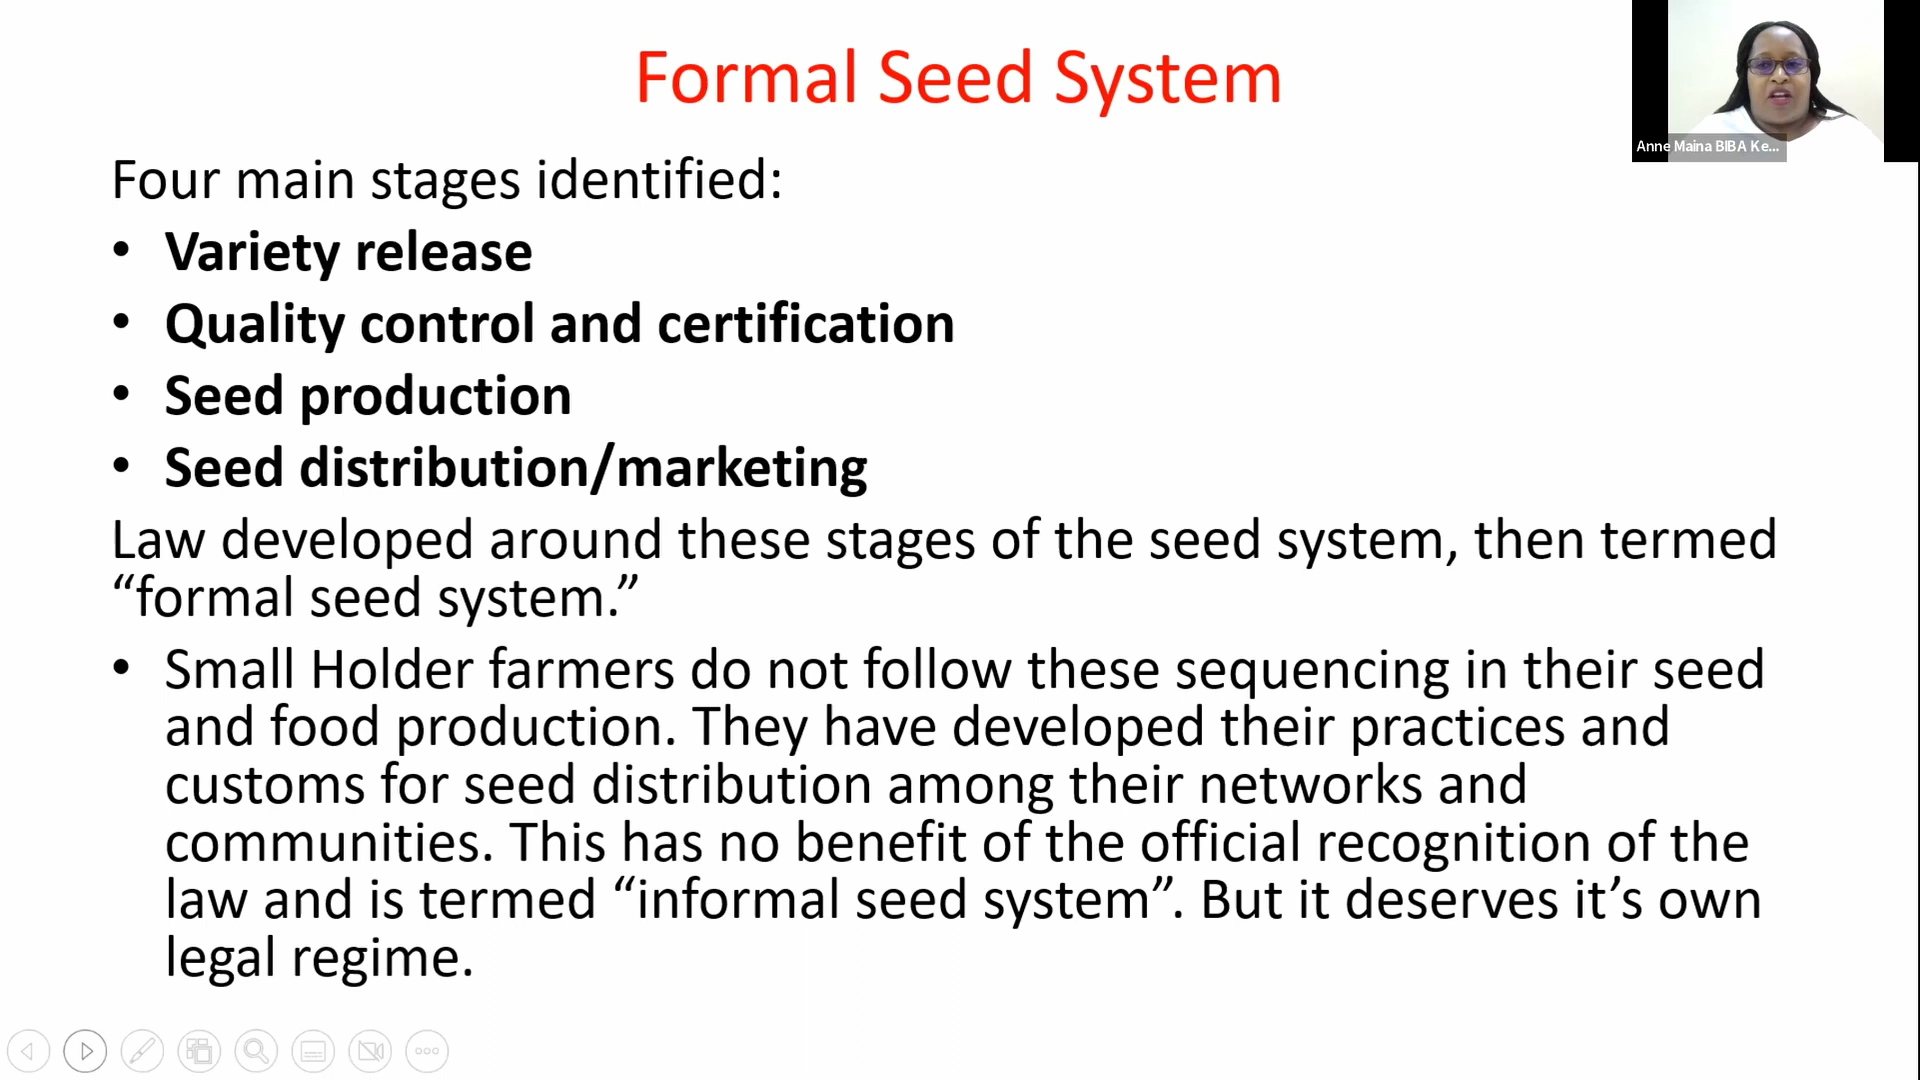 Formal Seed System
Anne Maina BIBA Ke...
Four main stages identified:
• Variety release
• Quality control and certification
• Seed production
• Seed distribution/marketing
Law developed around these stages of the seed system, then termed
“formal seed system.”
• Small Holder farmers do not follow these sequencing in their seed
and food production. They have developed their practices and
customs for seed distribution among their networks and
communities. This has no benefit of the official recognition of the
law and is termed “informal seed system”. But it deserves it’s own
legal regime.